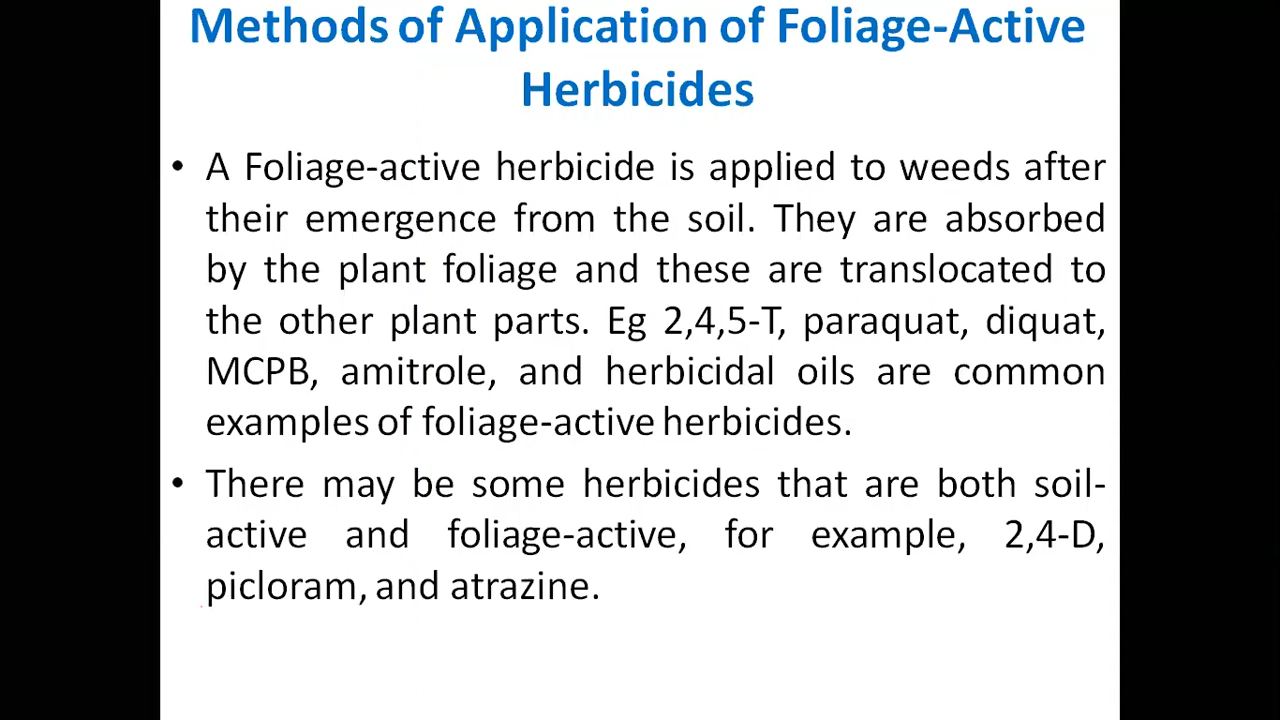 Methods of Application of Foliage-Active
Herbicides
• A Foliage-active herbicide is applied to weeds after
their emergence from the soil. They are absorbed
by the plant foliage and these are translocated to
the other plant parts. Eg 2,4,5-T, paraquat, diquat,
MCPB, amitrole, and herbicidal oils are common
examples of foliage-active herbicides.
• There may be some herbicides that are both soil-
active and foliage-active, for example, 2,4-D,
picloram, and atrazine.